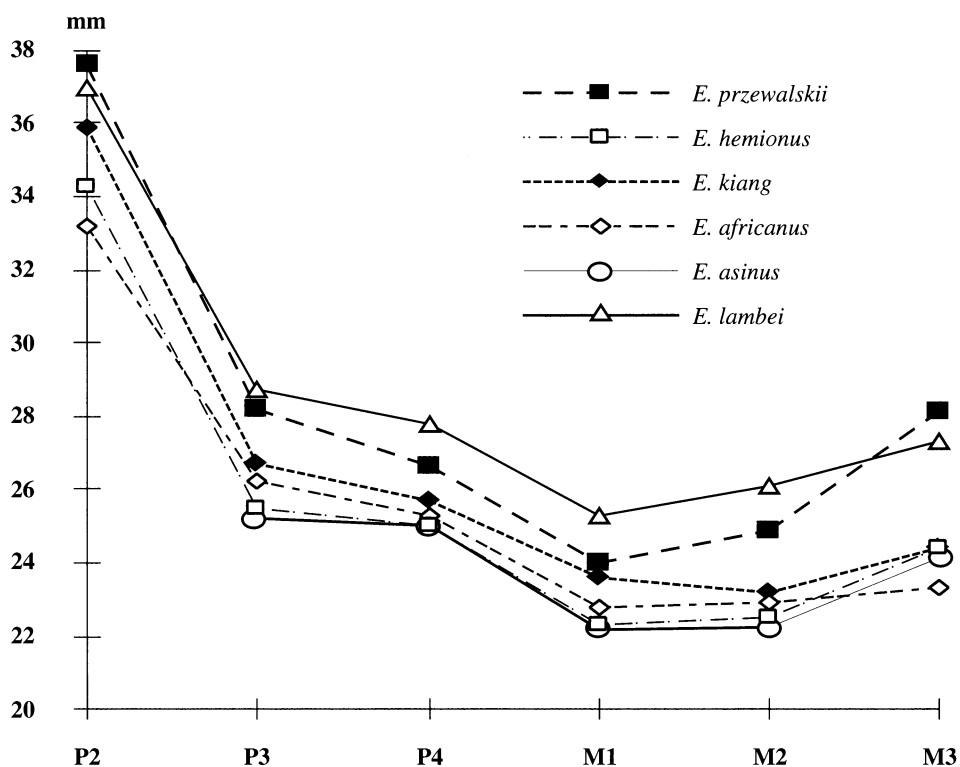 mm
38
36
34
32
30
28
26
24
22
20
E. przewalskii
E. hemionus
E. kiang
E. africanus
E. asinus
E. lambei
P2 P3 P4 M1 M2 M3